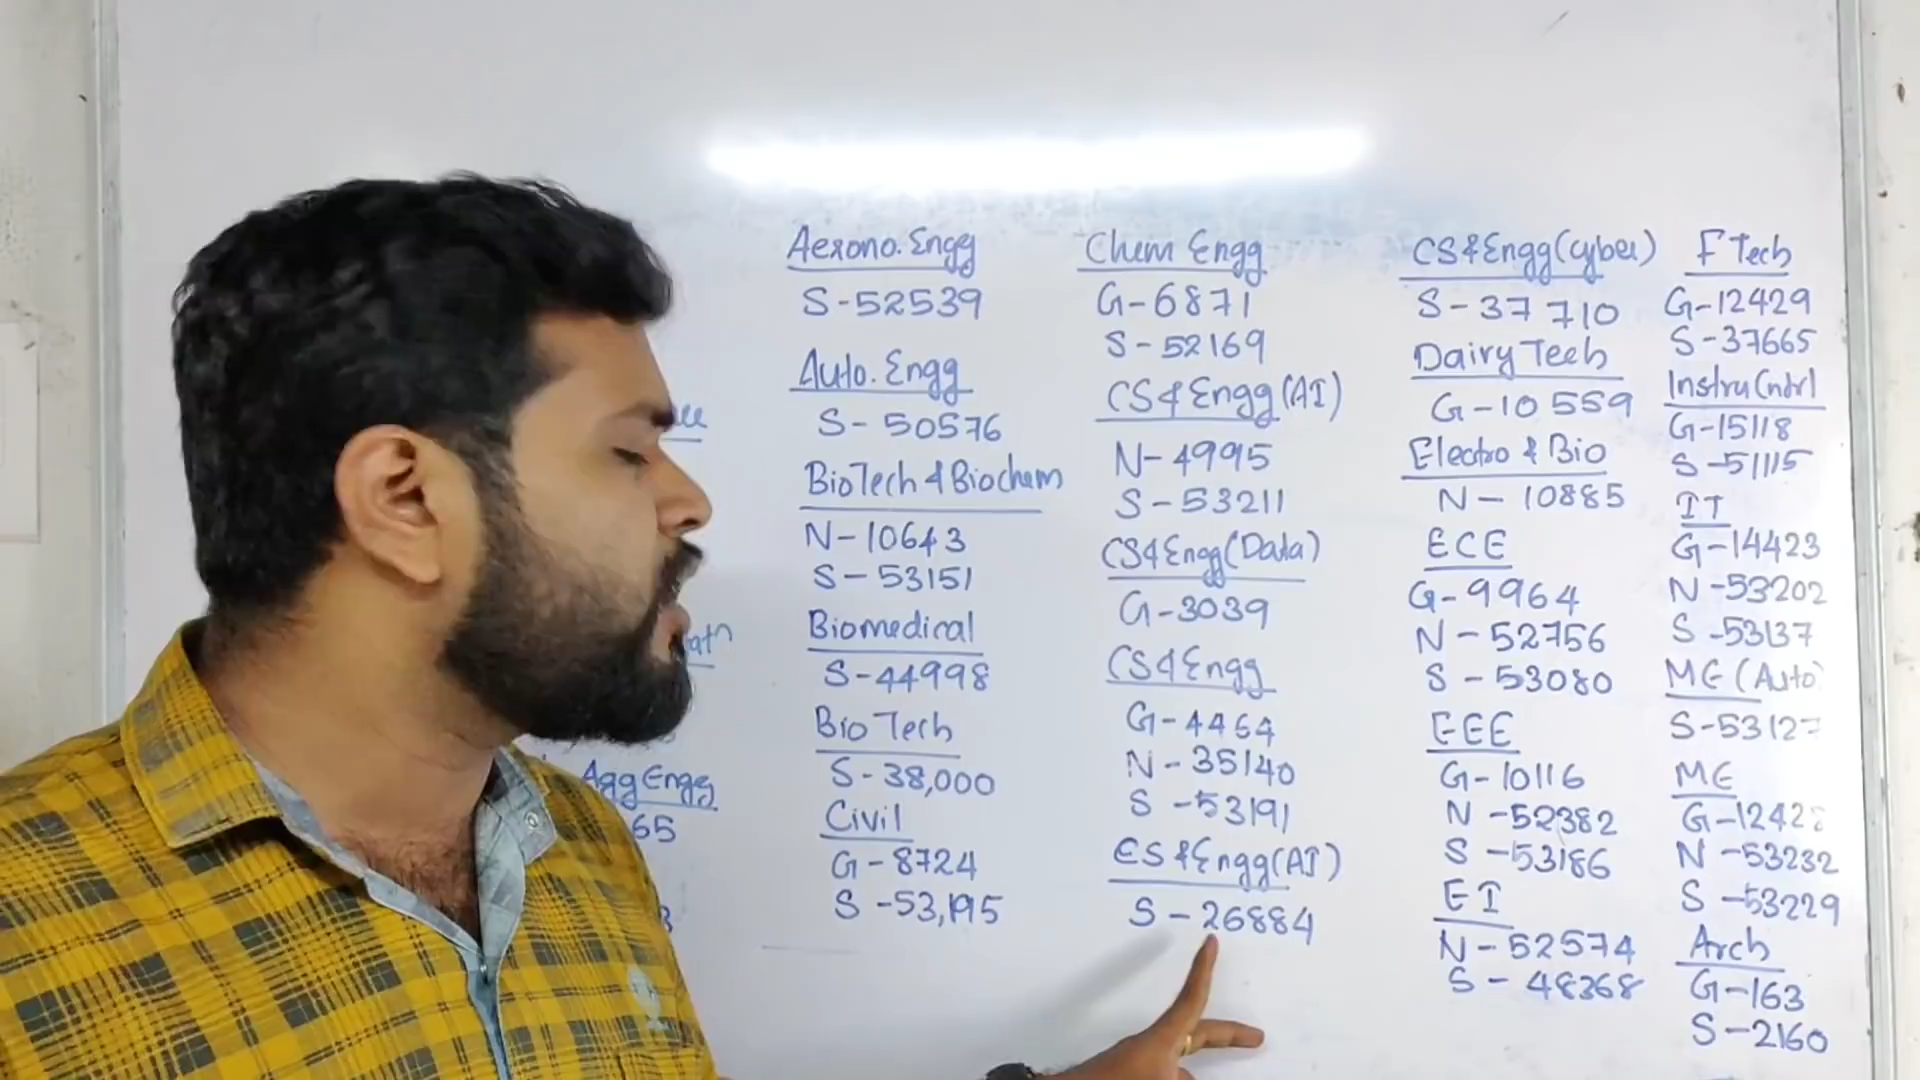 Agg Engg
65
Aerono. Engg
S-52539
Auto. Engg
S-50576
BioTech & Biochem
N-10643
S-53151
Biomedical
S-44998
Bio Tech
S-38,000
Civil
G-8724
S-53,195
Chem Engg
G-6871
S-52169
CS & Engg (AI)
N-4995
S-53211
CS & Engg (Data)
G-3039
CS & Engg
G-4464
N-35140
S-53191
CS & Engg (AI)
S-26884
CS & Engg (Cyber)
S-37710
Dairy Tech
G-10559
Electro & Bio
N-10885
ECE
G-9964
N-52756
S-53080
EEE
G-10116
N-52382
S-53186
EI
N-52574
S-48368
F Tech
G-12429
S-37665
Instru Cntrl
G-15118
S-51115
IT
G-14423
N-53202
S-53137
ME (Auto)
S-53127
ME
N-53232
S-53229
Arch
G-163
S-2160